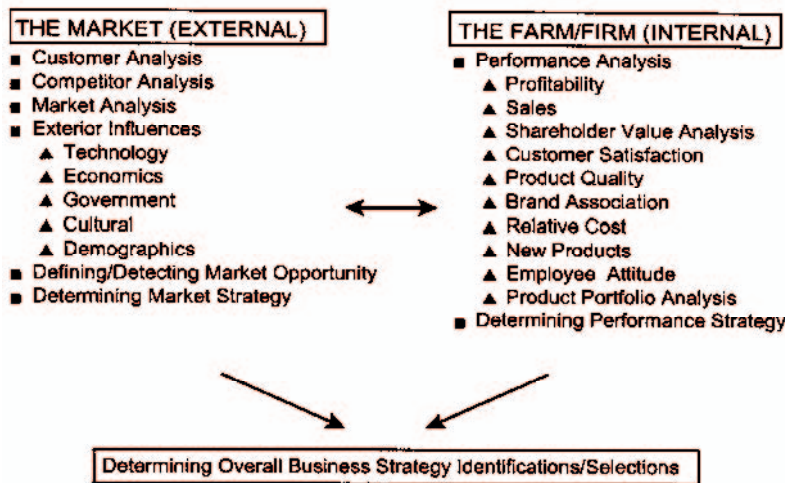 THE MARKET (EXTERNAL)
■ Customer Analysis
■ Competitor Analysis
■ Market Analysis
■ Exterior Influences
▲ Technology
▲ Economics
▲ Government
▲ Cultural
▲ Demographics
■ Defining/Detecting Market Opportunity
■ Determining Market Strategy
THE FARM/FIRM (INTERNAL)
■ Performance Analysis
▲ Profitability
▲ Sales
▲ Shareholder Value Analysis
▲ Customer Satisfaction
▲ Product Quality
▲ Brand Association
▲ Relative Cost
▲ New Products
▲ Employee Attitude
▲ Product Portfolio Analysis
■ Determining Performance Strategy
Determining Overall Business Strategy Identifications/Selections